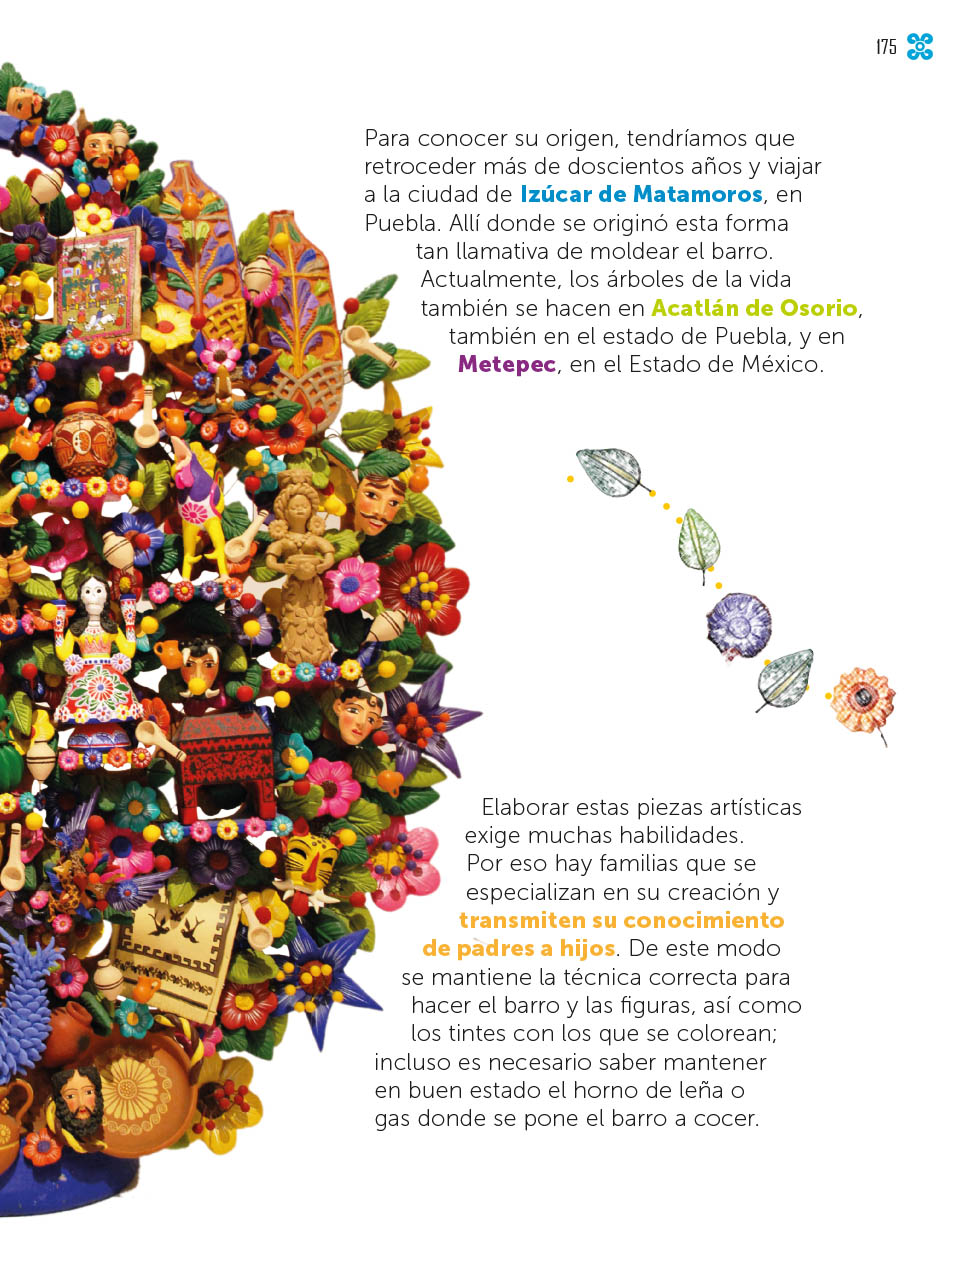 175
Para conocer su origen, tendríamos que
retroceder más de doscientos años y viajar
a la ciudad de Izúcar de Matamoros, en
Puebla. Allí donde se originó esta forma
tan llamativa de moldear el barro.
Actualmente, los árboles de la vida
también se hacen en Acatlán de Osorio,
también en el estado de Puebla, y en
Metepec, en el Estado de México.
Elaborar estas piezas artísticas
exige muchas habilidades.
Por eso hay familias que se
especializan en su creación y
transmiten su conocimiento
de padres a hijos. De este modo
se mantiene la técnica correcta para
hacer el barro y las figuras, así como
los tintes con los que se colorean;
incluso es necesario saber mantener
en buen estado el horno de leña o
gas donde se pone el barro a cocer.